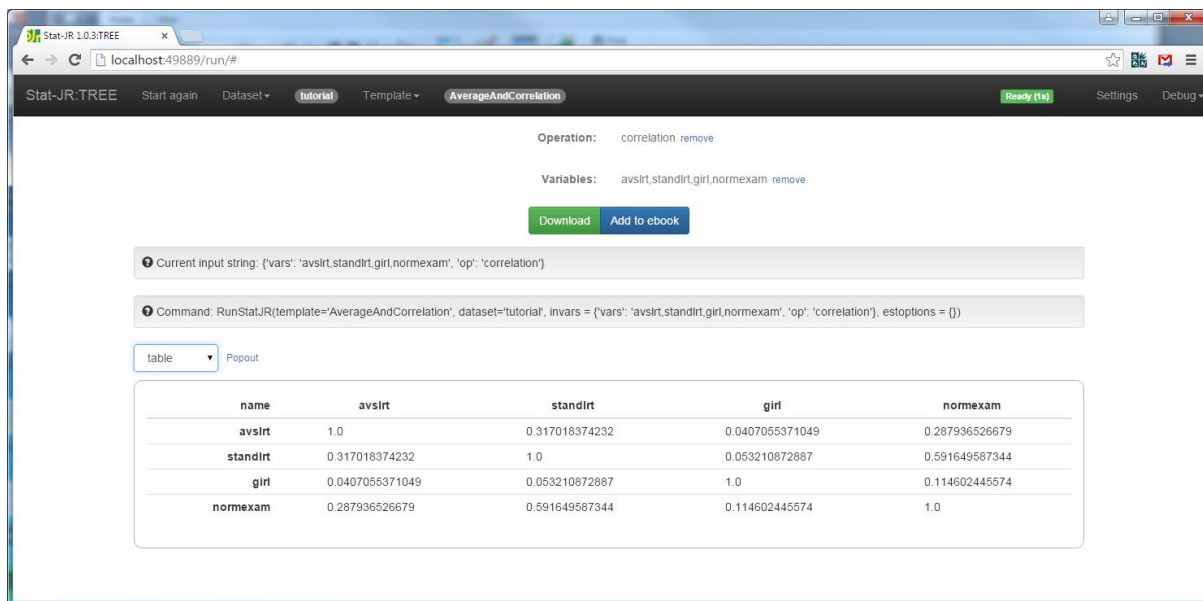 Stat-JR 1.0.3:TREE
localhost:49889/run/#
Stat-JR:TREE Start again Dataset tutorial Template AverageAndCorrelation Ready (1s) Settings Debug
Operation: correlation remove
Variables: avslrt,standlrt,girl,normexam remove
Download Add to ebook
Current input string: {'vars': 'avslrt,standlrt,girl,normexam', 'op': 'correlation'}
Command: RunStatJR(template='AverageAndCorrelation', dataset='tutorial', invars = {'vars': 'avslrt,standlrt,girl,normexam', 'op': 'correlation'}, estoptions = {})
table Popout
name avslrt standlrt girl normexam
avslrt 1.0 0.317018374232 0.0407055371049 0.287936526679
standlrt 0.317018374232 1.0 0.053210872887 0.591649587344
girl 0.0407055371049 0.053210872887 1.0 0.114602445574
normexam 0.287936526679 0.591649587344 0.114602445574 1.0